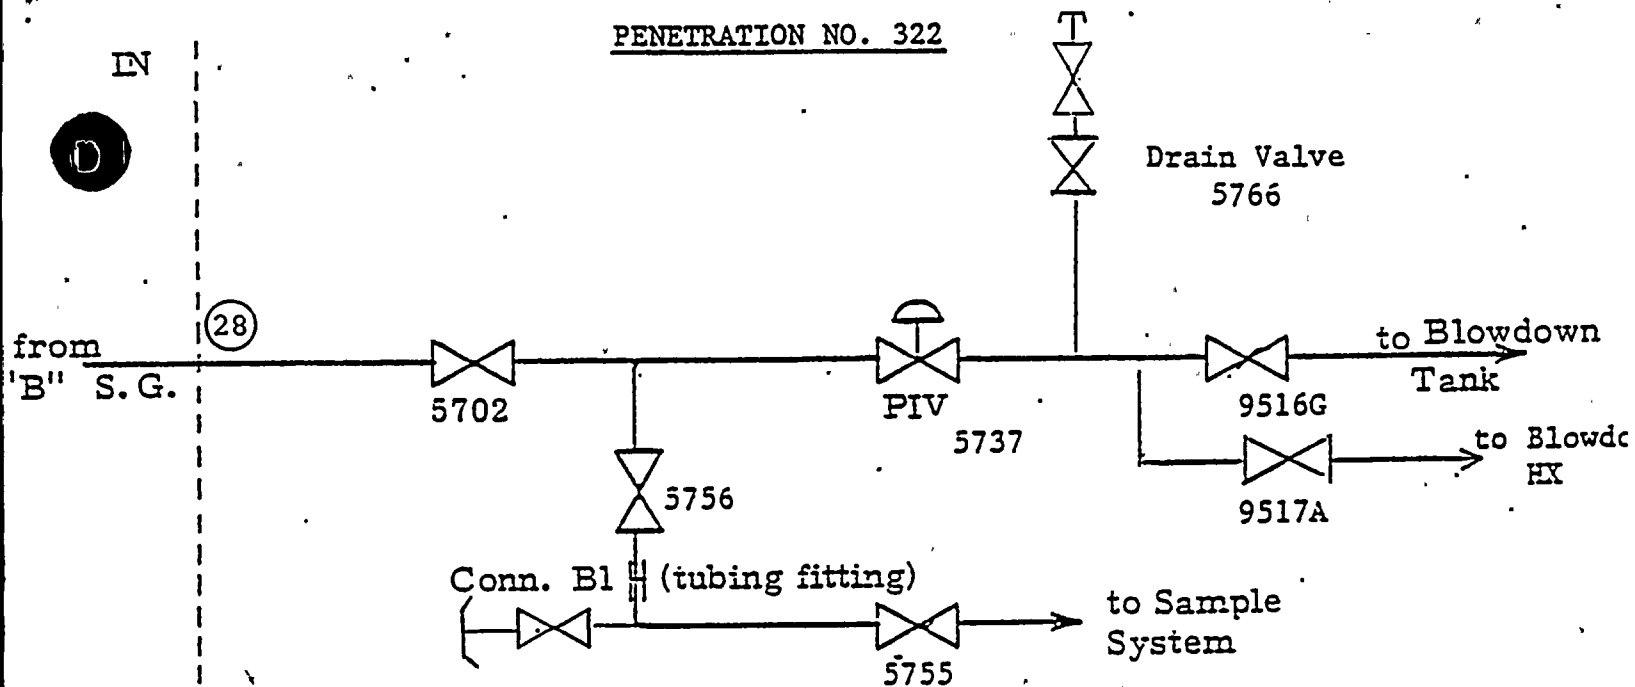 PENETRATION NO. 322
IN
D
Drain Valve
5766
28
from
'B" S.G.
5702
PIV
5737
to Blowdown
Tank
9516G
to Blowdc
HX
9517A
5756
Conn. B1 (tubing fitting)
to Sample
System
5755